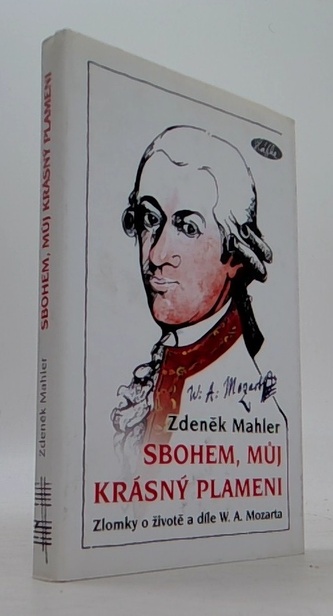 W. A. Mozart
Zdeněk Mahler
SBOHEM, MŮJ
KRÁSNÝ PLAMENI
Zlomky o životě a díle W. A. Mozarta
Zdeněk Mahler SBOHEM, MŮJ KRÁSNÝ PLAMENI